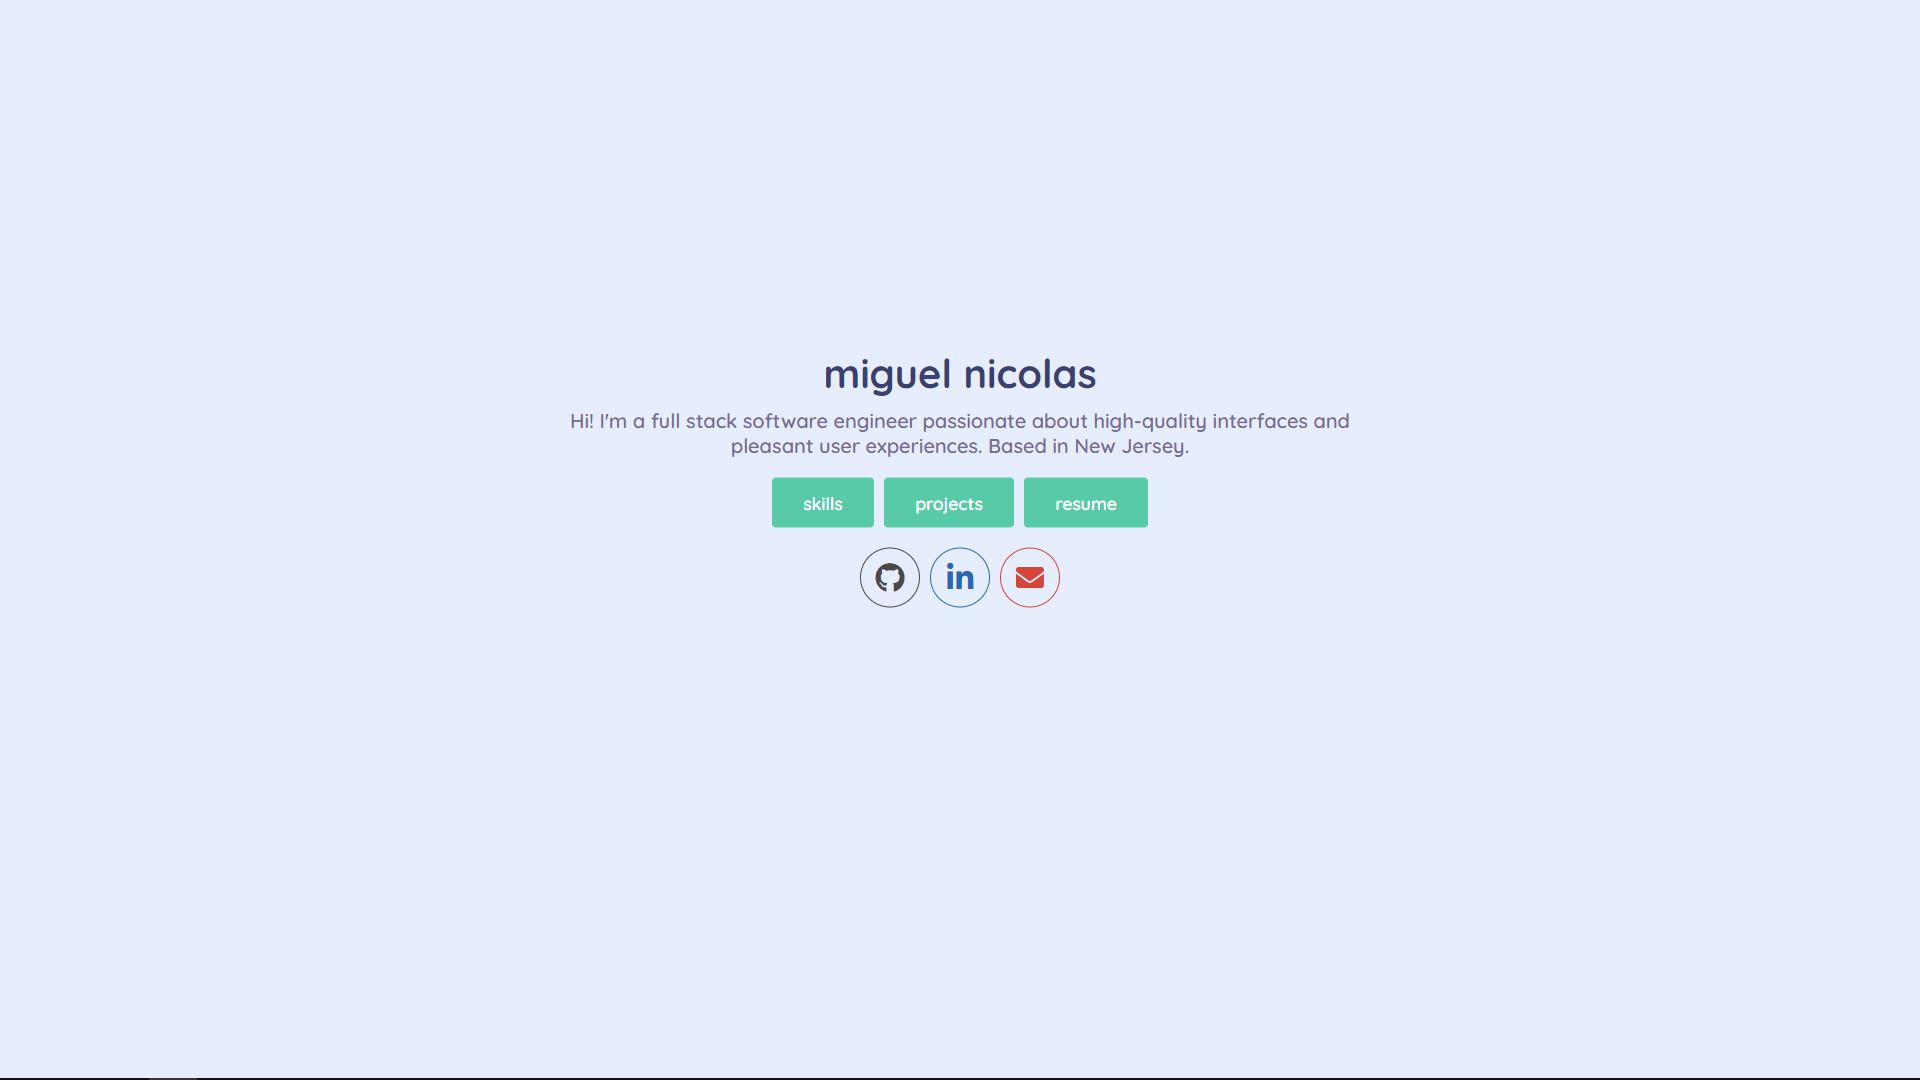 miguel nicolas
Hi! I'm a full stack software engineer passionate about high-quality interfaces and
pleasant user experiences. Based in New Jersey.
skills projects resume
in